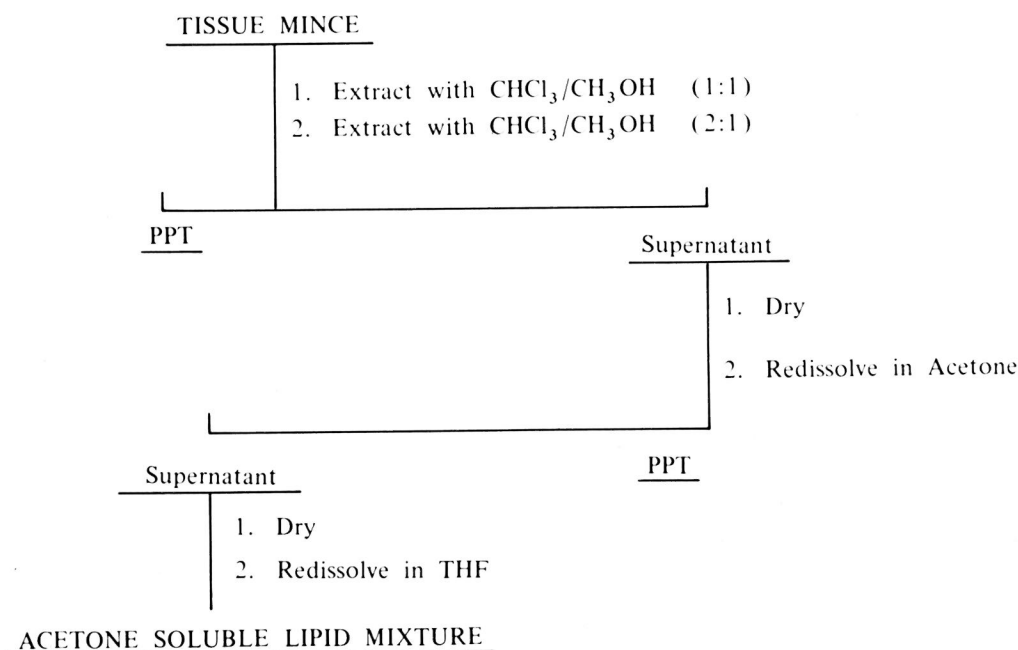 TISSUE MINCE
1. Extract with CHCl₃/CH₃OH (1:1)
2. Extract with CHCl₃/CH₃OH (2:1)
PPT
Supernatant
1. Dry
2. Redissolve in Acetone
Supernatant
PPT
1. Dry
2. Redissolve in THF
ACETONE SOLUBLE LIPID MIXTURE